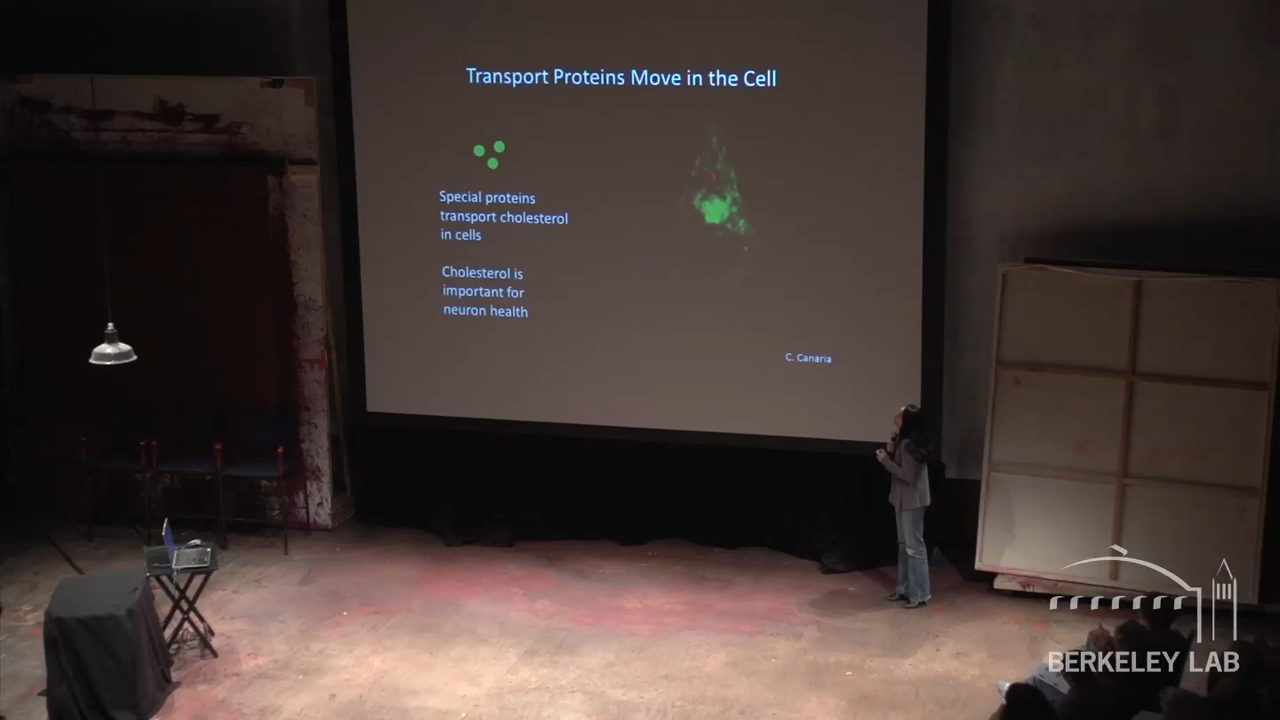 Transport Proteins Move in the Cell
Special proteins
transport cholesterol
in cells
Cholesterol is
important for
neuron health
C. Canaria
BERKELEY LAB